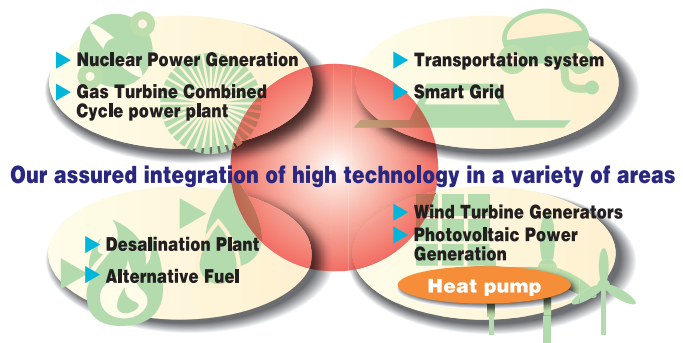 Nuclear Power Generation
Gas Turbine Combined
Cycle power plant
Transportation system
Smart Grid
Our assured integration of high technology in a variety of areas
Desalination Plant
Alternative Fuel
Wind Turbine Generators
Photovoltaic Power
Generation
Heat pump